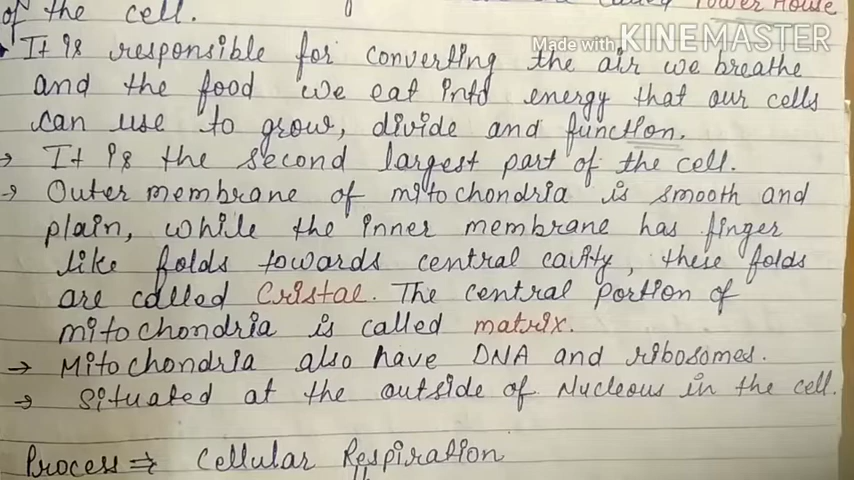 called Power House
of the cell.
Made with KINEMASTER
It is responsible for converting the air we breathe
and the food we eat into energy that our cells
can use to grow, divide and function.
→ It is the second largest part of the cell.
→ Outer membrane of mitochondria is smooth and
plain, while the inner membrane has finger
like folds towards central cavity, these folds
are called Cristal. The central portion of
mitochondria is called matrix.
→ Mitochondria also have DNA and ribosomes.
→ situated at the outside of Nucleous in the cell.
Process ⇒ Cellular Respiration